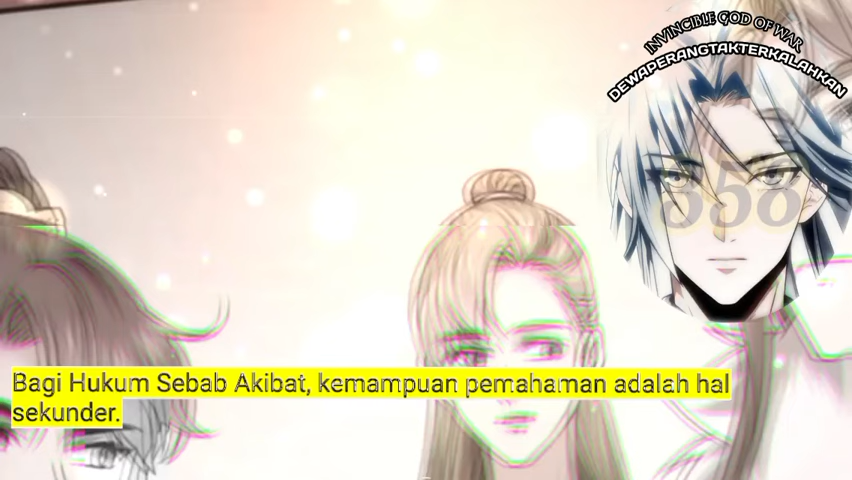 INVINCIBLE GOD OF WAR
DEWAPERANGTAKTERKALAHKAN
558
Bagi Hukum Sebab Akibat, kemampuan pemahaman adalah hal
sekunder.